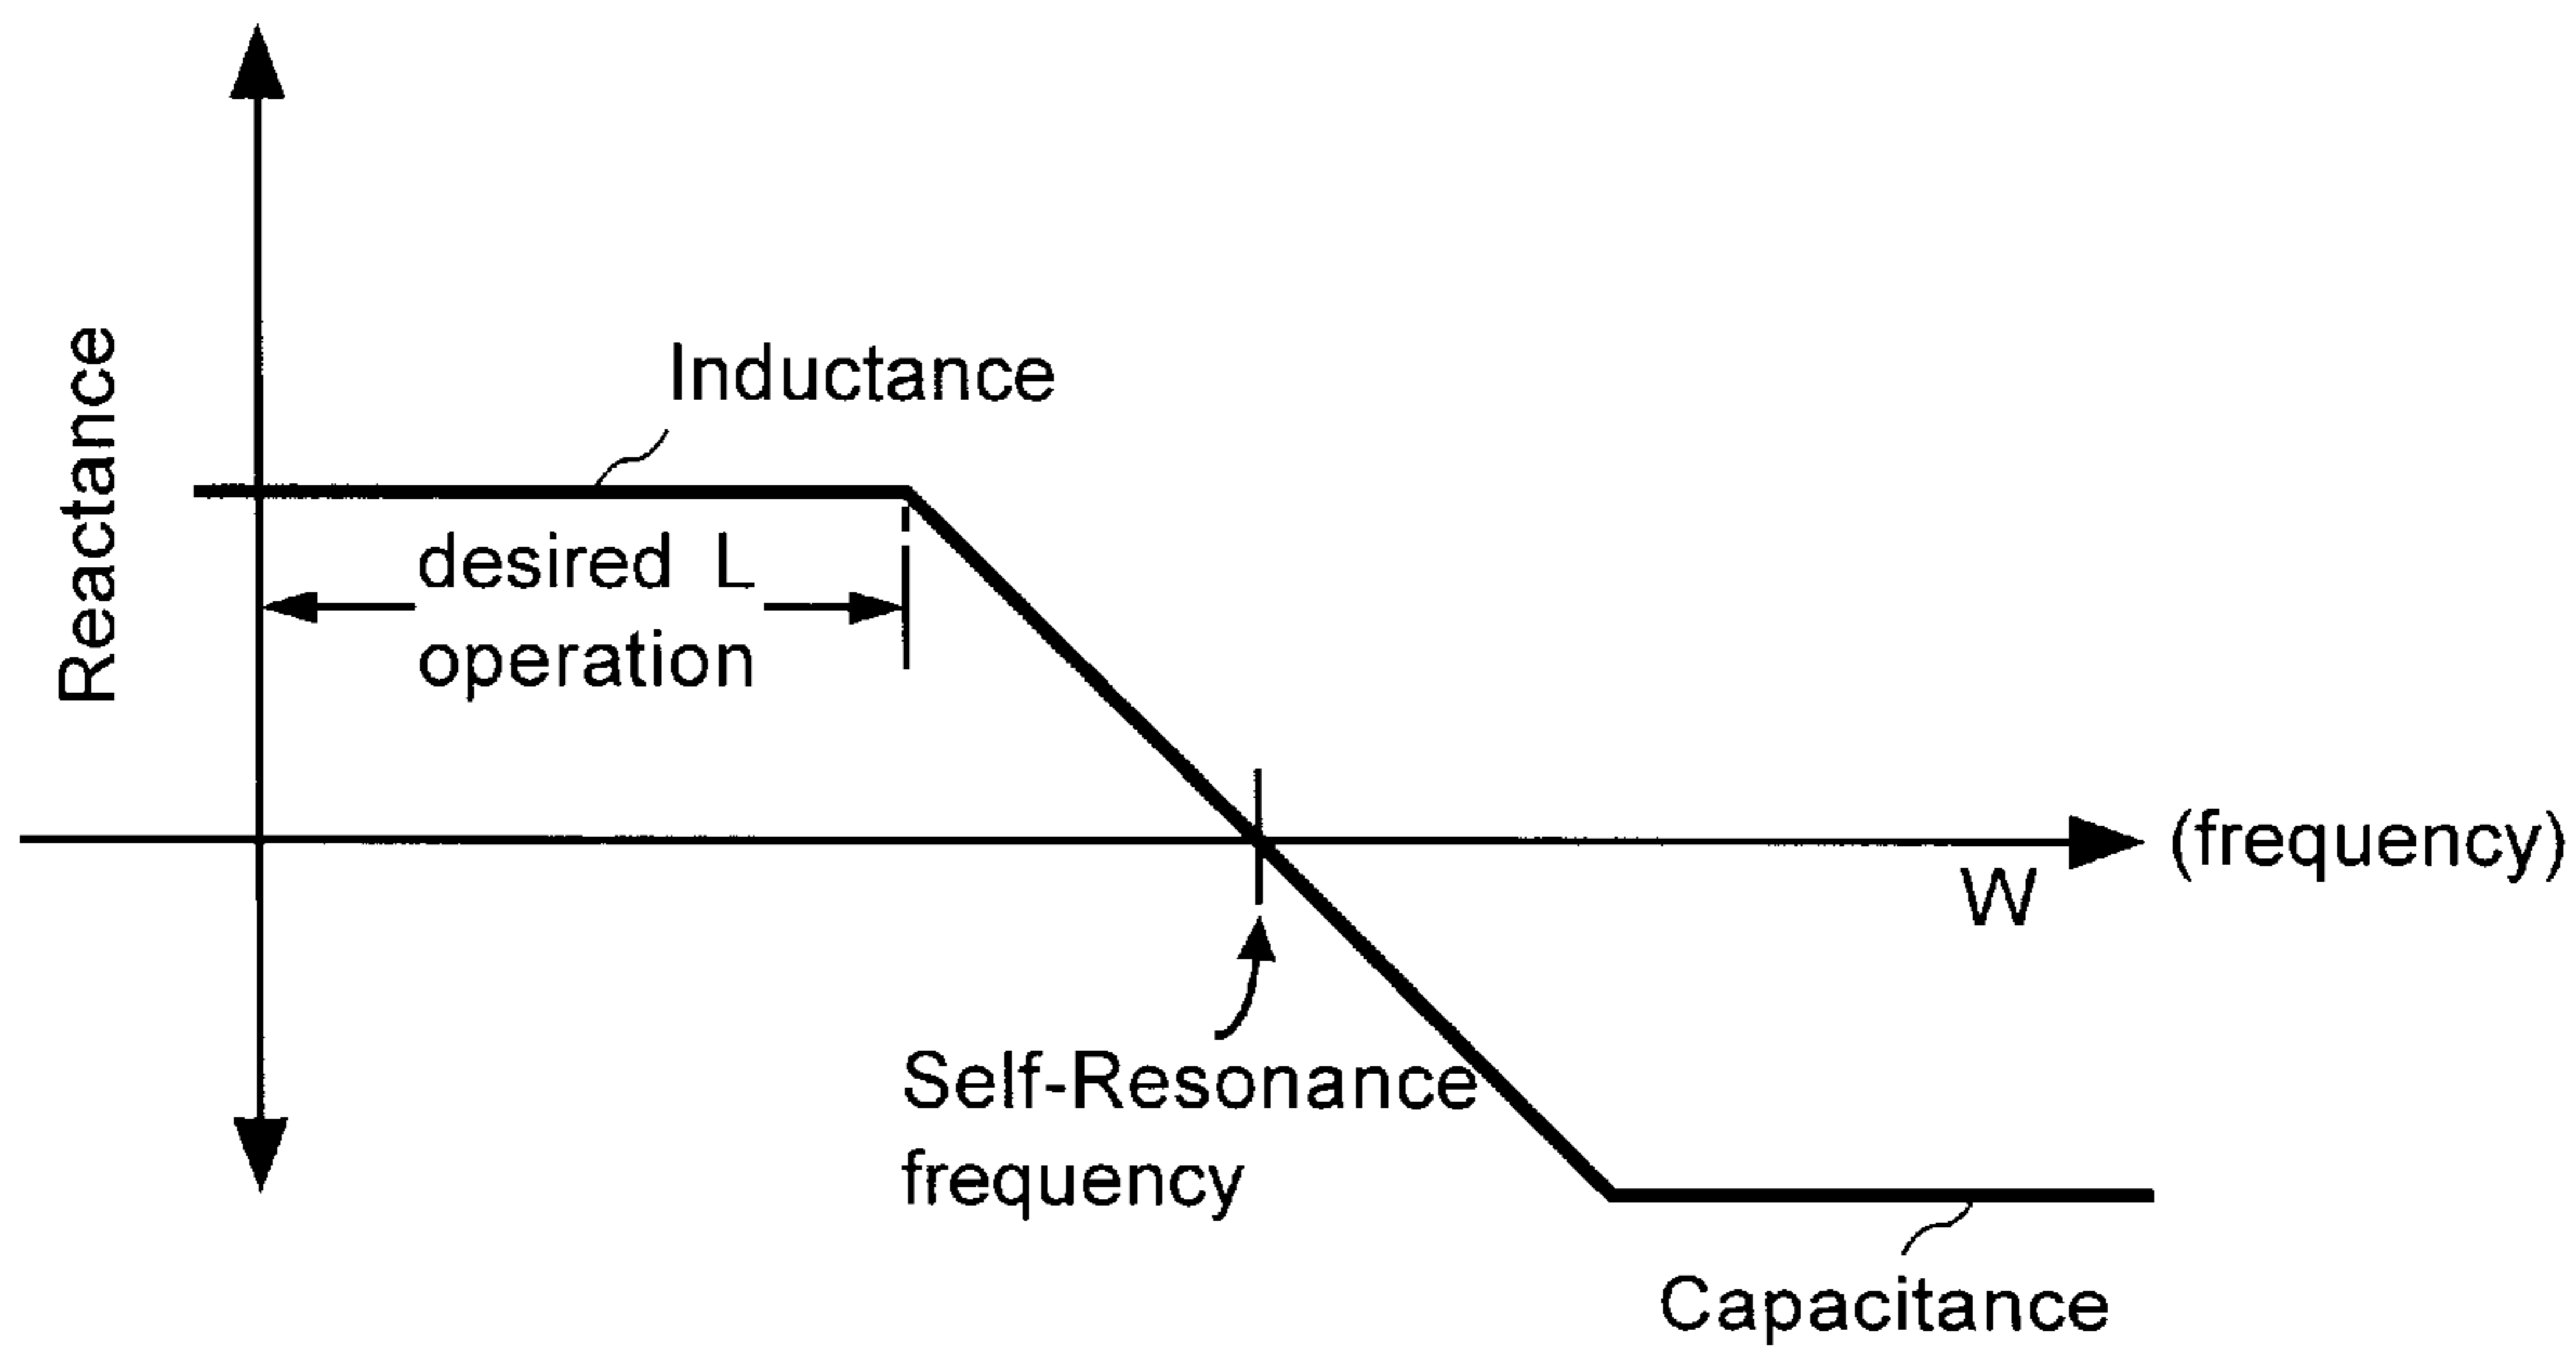 Reactance
Inductance
desired L
operation
(frequency)
W
Self-Resonance
frequency
Capacitance